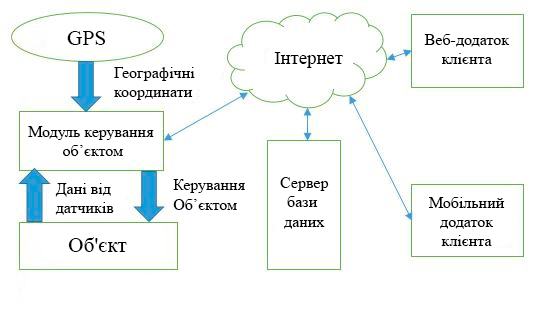 GPS
Географічні
координати
Модуль керування
об’єктом
Дані від
датчиків
Керування
Об’єктом
Об'єкт
Інтернет
Сервер
бази
даних
Веб-додаток
клієнта
Мобільний
додаток
клієнта